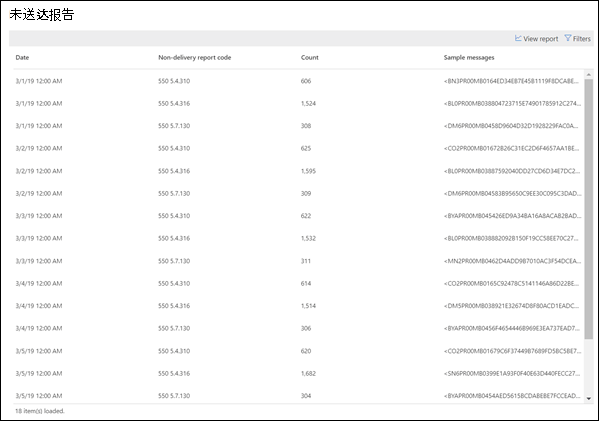 未送达报告
View report Filters
Date Non-delivery report code Count Sample messages
3/1/19 12:00 AM 550 5.4.310 606 <BN3PR00MB0164ED34EB7E45B1119F8DCABE...
3/1/19 12:00 AM 550 5.4.316 1,524 <BL0PR00MB038804723715E74901785912C274...
3/1/19 12:00 AM 550 5.7.130 308 <DM6PR00MB0458D9604D32D1928229FAC0A...
3/2/19 12:00 AM 550 5.4.310 625 <CO2PR00MB01672B26C31EC2D6F4657AA1BE...
3/2/19 12:00 AM 550 5.4.316 1,595 <BL0PR00MB03887592040DD27CD6D34E7DC2...
3/2/19 12:00 AM 550 5.7.130 309 <DM6PR00MB04583B95650C9EE30C095C3DAD...
3/3/19 12:00 AM 550 5.4.310 622 <BYAPR00MB045426ED9A34BA16A8ACAB2BAD...
3/3/19 12:00 AM 550 5.4.316 1,532 <BL0PR00MB038882092B150F19CC58EE70C27...
3/3/19 12:00 AM 550 5.7.130 311 <MN2PR00MB0462D4ADD9B7010AC3F54DCEA...
3/4/19 12:00 AM 550 5.4.310 614 <CO2PR00MB0165C92478C5141146A86D22BE...
3/4/19 12:00 AM 550 5.4.316 1,514 <DM5PR00MB038921E32674D8F80ACD1EADC...
3/4/19 12:00 AM 550 5.7.130 306 <BYAPR00MB0456F4654446B969E3EA737EAD7...
3/5/19 12:00 AM 550 5.4.310 620 <CO2PR00MB01679C6F37449B7689FD5BC5BE7...
3/5/19 12:00 AM 550 5.4.316 1,682 <SN6PR00MB0399E1A93F0F40E63D440FECC27...
3/5/19 12:00 AM 550 5.7.130 304 <BYAPR00MB0454AED5615BCDABEBE7FCCEAD...
18 item(s) loaded.